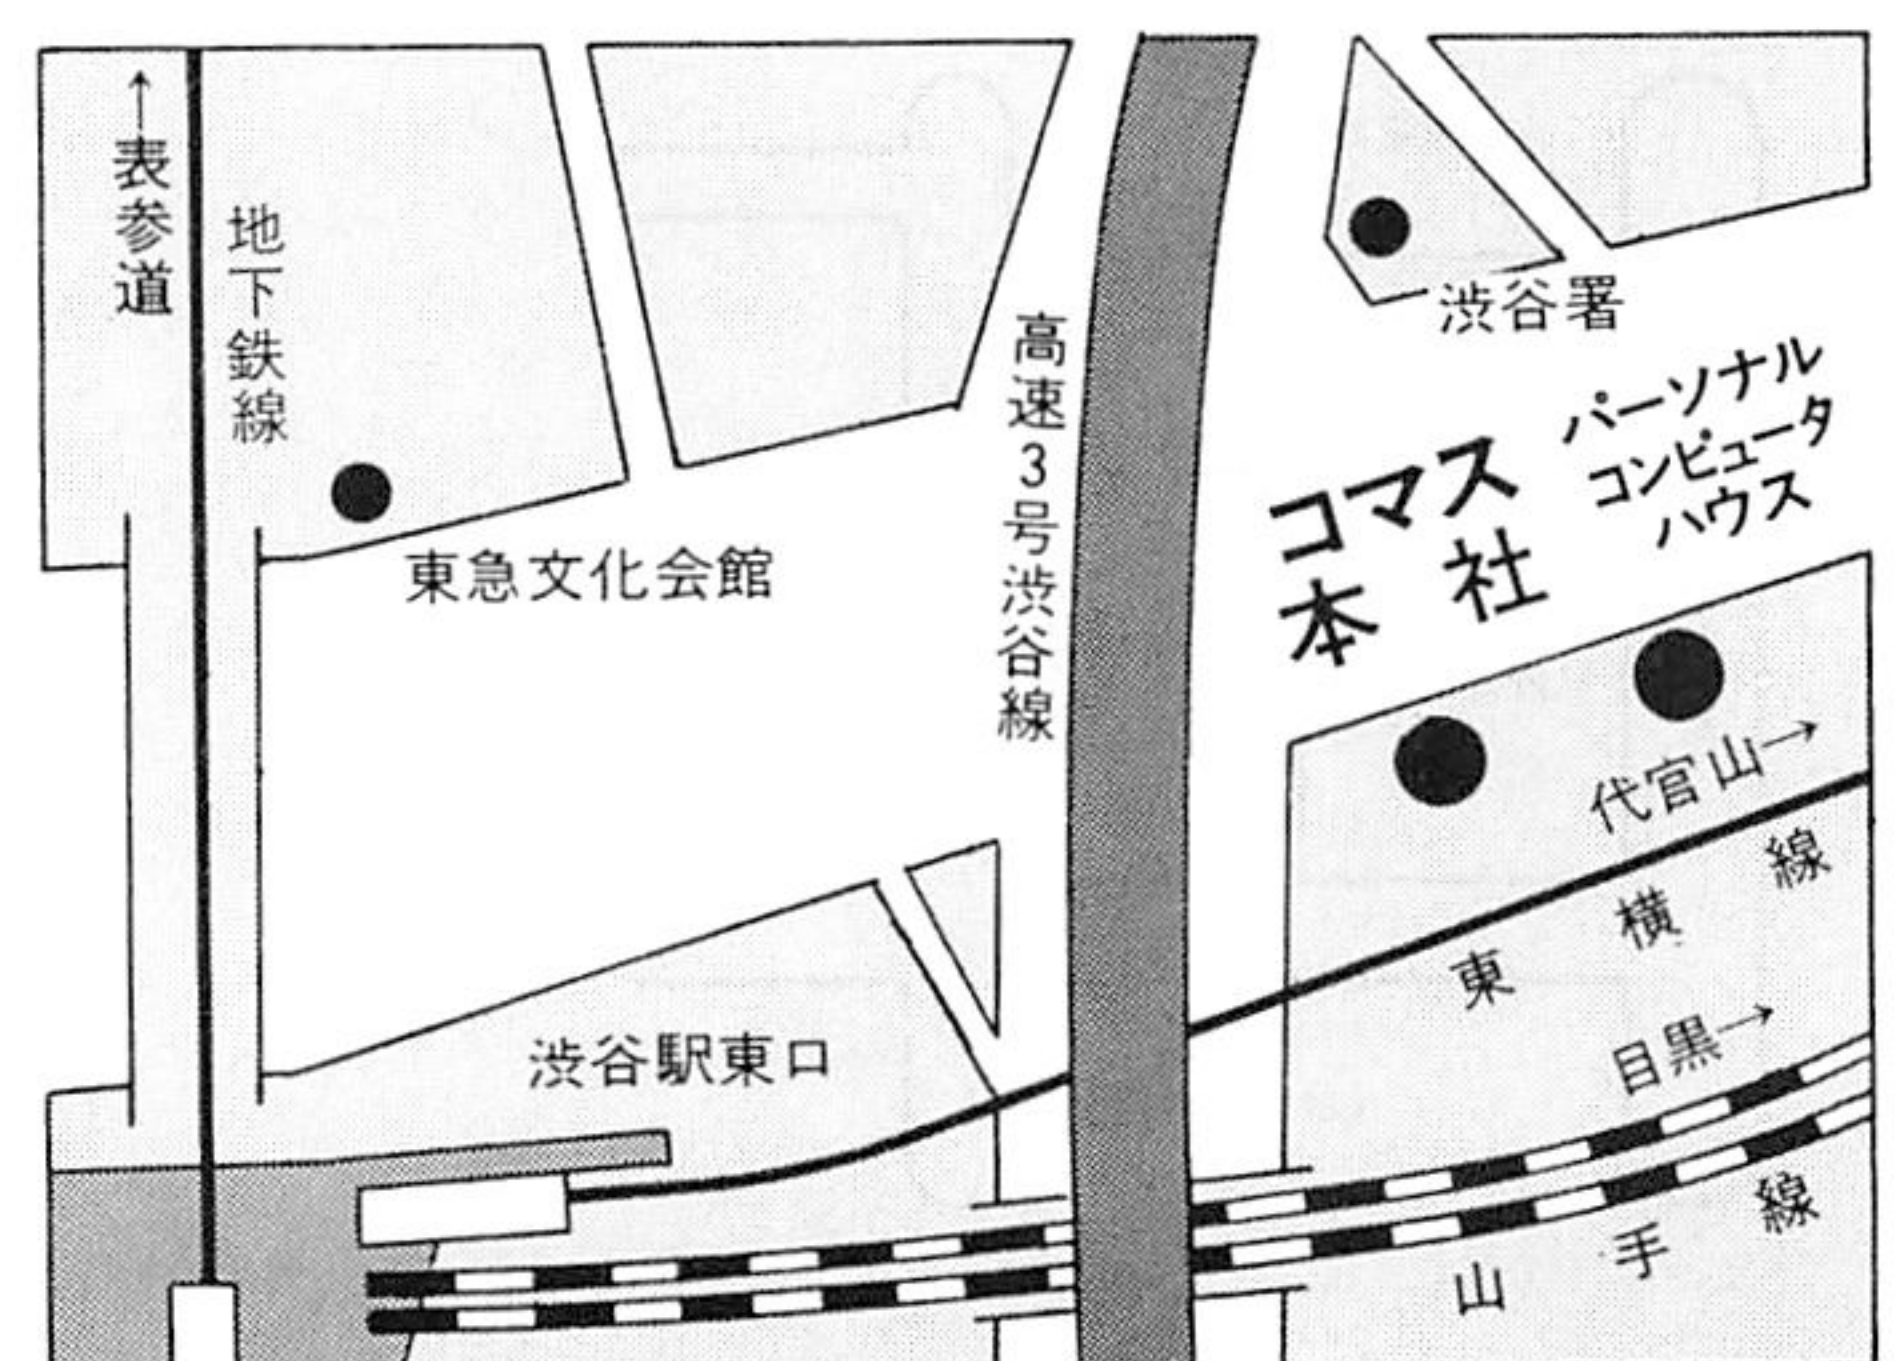 ↑表参道
地下鉄線
東急文化会館
高速3号渋谷線
渋谷署
パーソナル
コンピュータ
ハウス
コマス
本社
代官山→
東横線
目黒→
山手線
渋谷駅東口